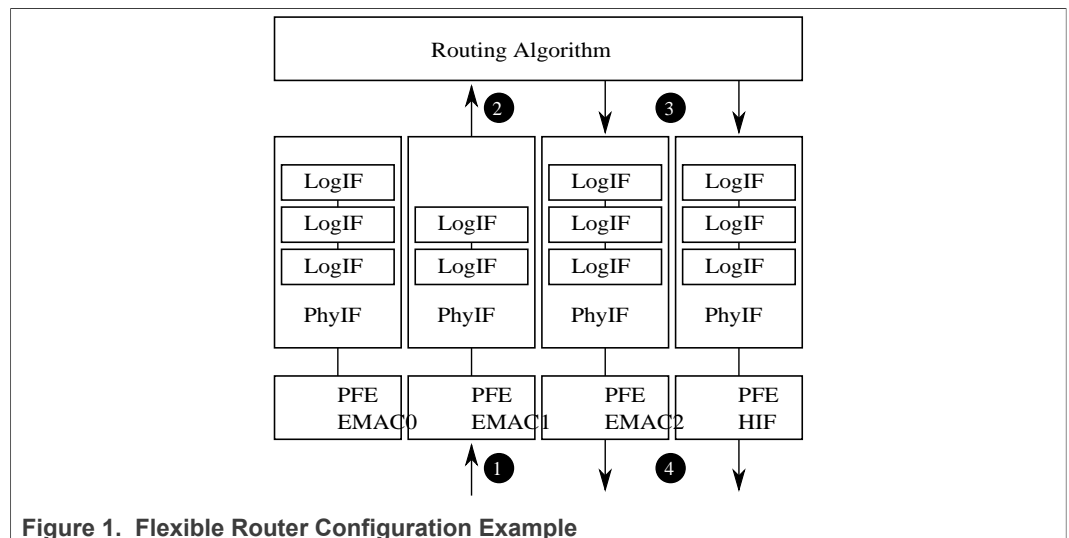 Routing Algorithm
2
3
LogIF
LogIF
LogIF
LogIF
LogIF
LogIF
LogIF
LogIF
LogIF
LogIF
LogIF
PhyIF
PhyIF
PhyIF
PhyIF
PFE
EMAC0
PFE
EMAC1
PFE
EMAC2
PFE
HIF
1
4
Figure 1. Flexible Router Configuration Example